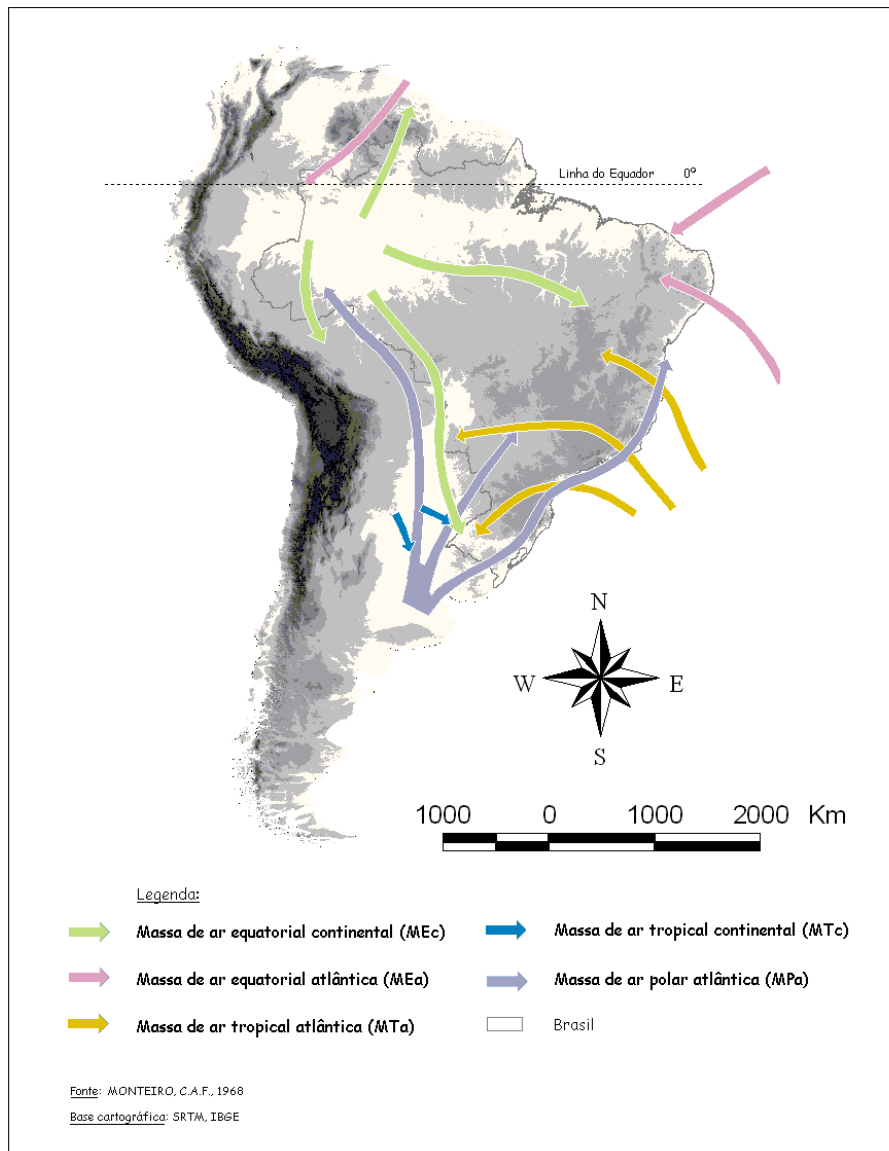 Linha do Equador 0º
N
W E
S
1000 0 1000 2000 Km
Legenda:
Massa de ar equatorial continental (MEc)
Massa de ar equatorial atlântica (MEa)
Massa de ar tropical atlântica (MTa)
Massa de ar tropical continental (MTc)
Massa de ar polar atlântica (MPa)
Brasil
Fonte: MONTEIRO, C.A.F., 1968
Base cartográfica: SRTM, IBGE